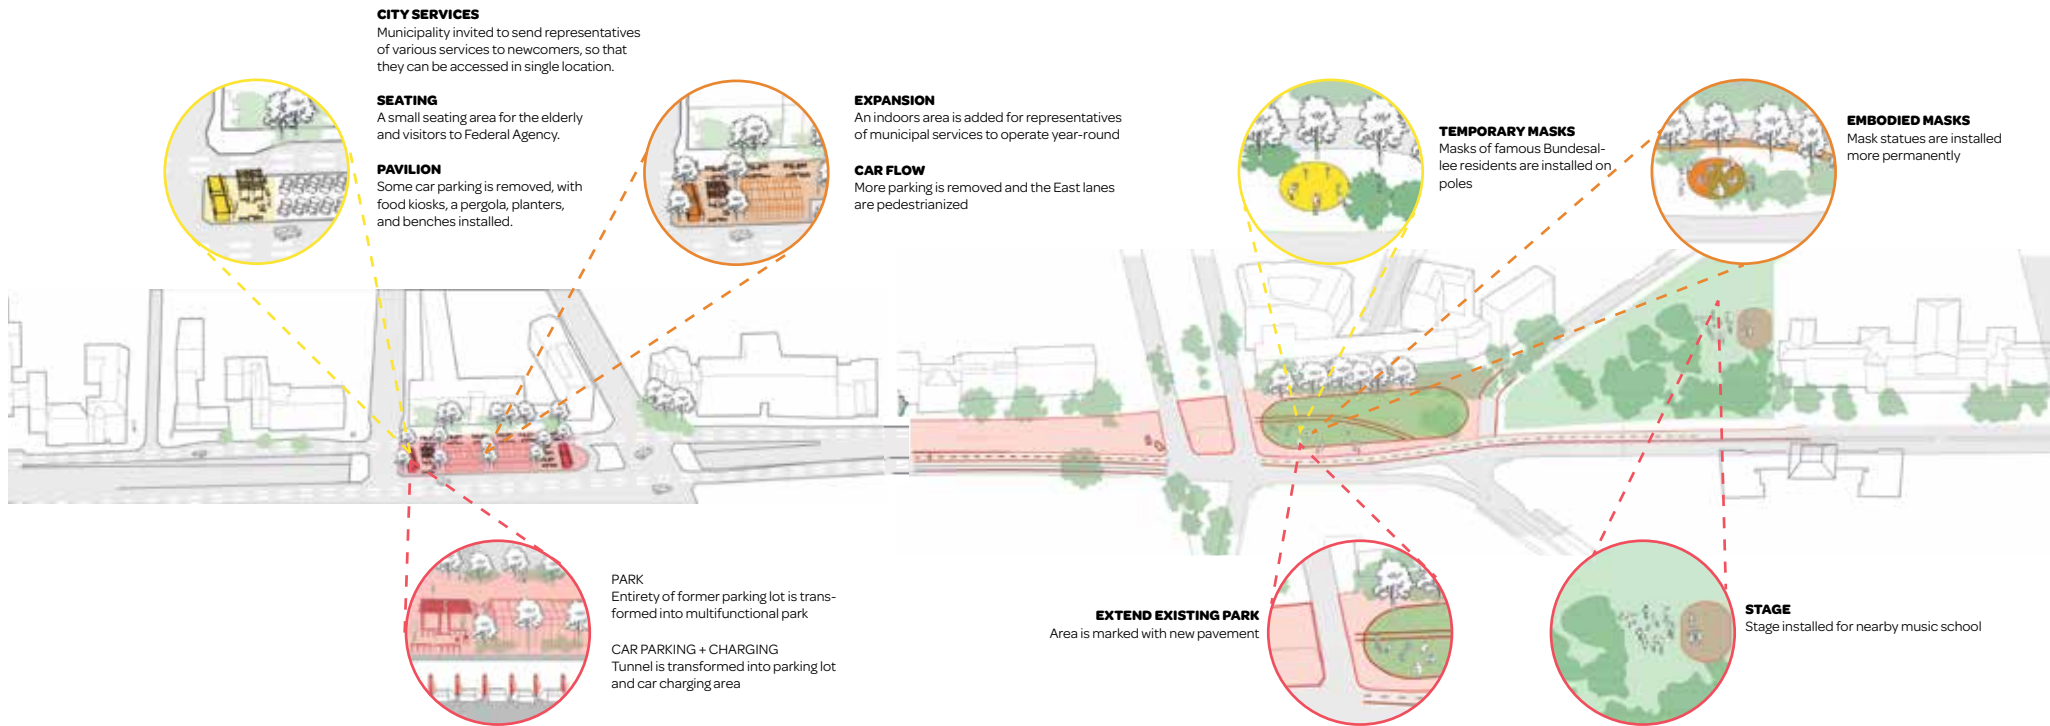 CITY SERVICES
Municipality invited to send representatives
of various services to newcomers, so that
they can be accessed in single location.
SEATING
A small seating area for the elderly
and visitors to Federal Agency.
PAVILION
Some car parking is removed, with
food kiosks, a pergola, planters,
and benches installed.
EXPANSION
An indoors area is added for representatives
of municipal services to operate year-round
CAR FLOW
More parking is removed and the East lanes
are pedestrianized
TEMPORARY MASKS
Masks of famous Bundesal-
lee residents are installed on
poles
EMBODIED MASKS
Mask statues are installed
more permanently
PARK
Entirety of former parking lot is trans-
formed into multifunctional park
CAR PARKING + CHARGING
Tunnel is transformed into parking lot
and car charging area
EXTEND EXISTING PARK
Area is marked with new pavement
STAGE
Stage installed for nearby music school